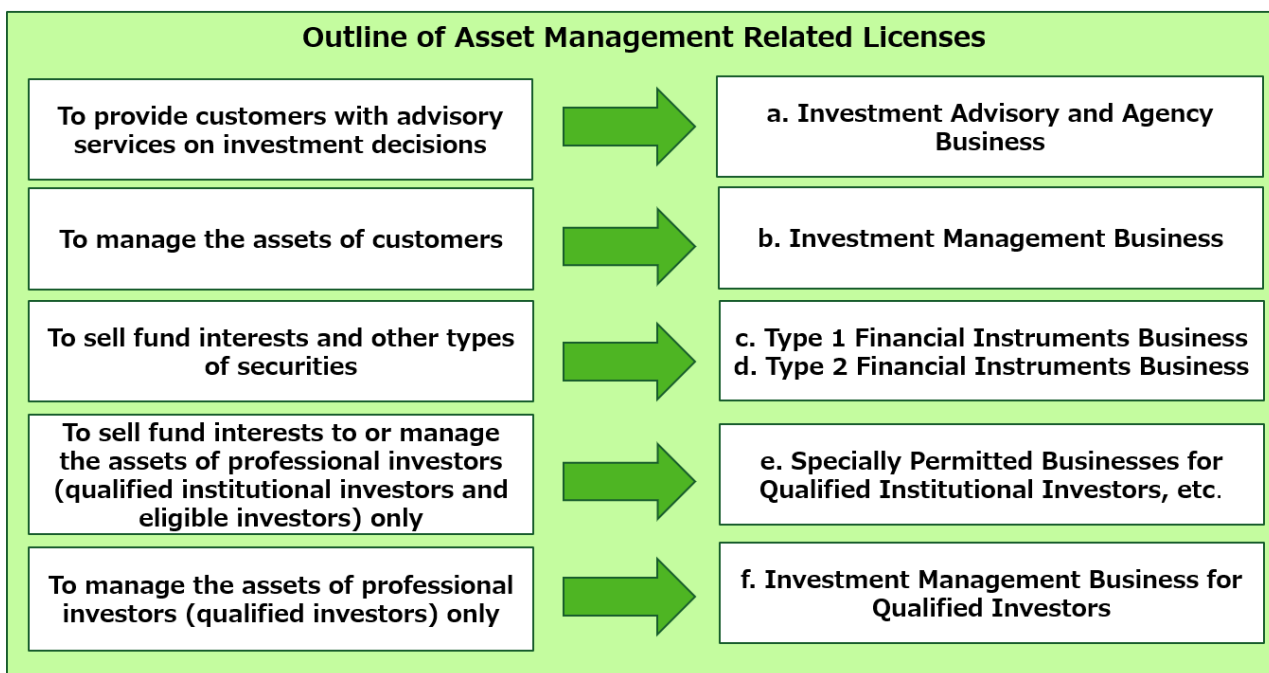 Outline of Asset Management Related Licenses
To provide customers with advisory
services on investment decisions
a. Investment Advisory and Agency
Business
To manage the assets of customers
b. Investment Management Business
To sell fund interests and other types
of securities
c. Type 1 Financial Instruments Business
d. Type 2 Financial Instruments Business
To sell fund interests to or manage
the assets of professional investors
(qualified institutional investors and
eligible investors) only
e. Specially Permitted Businesses for
Qualified Institutional Investors, etc.
To manage the assets of professional
investors (qualified investors) only
f. Investment Management Business for
Qualified Investors